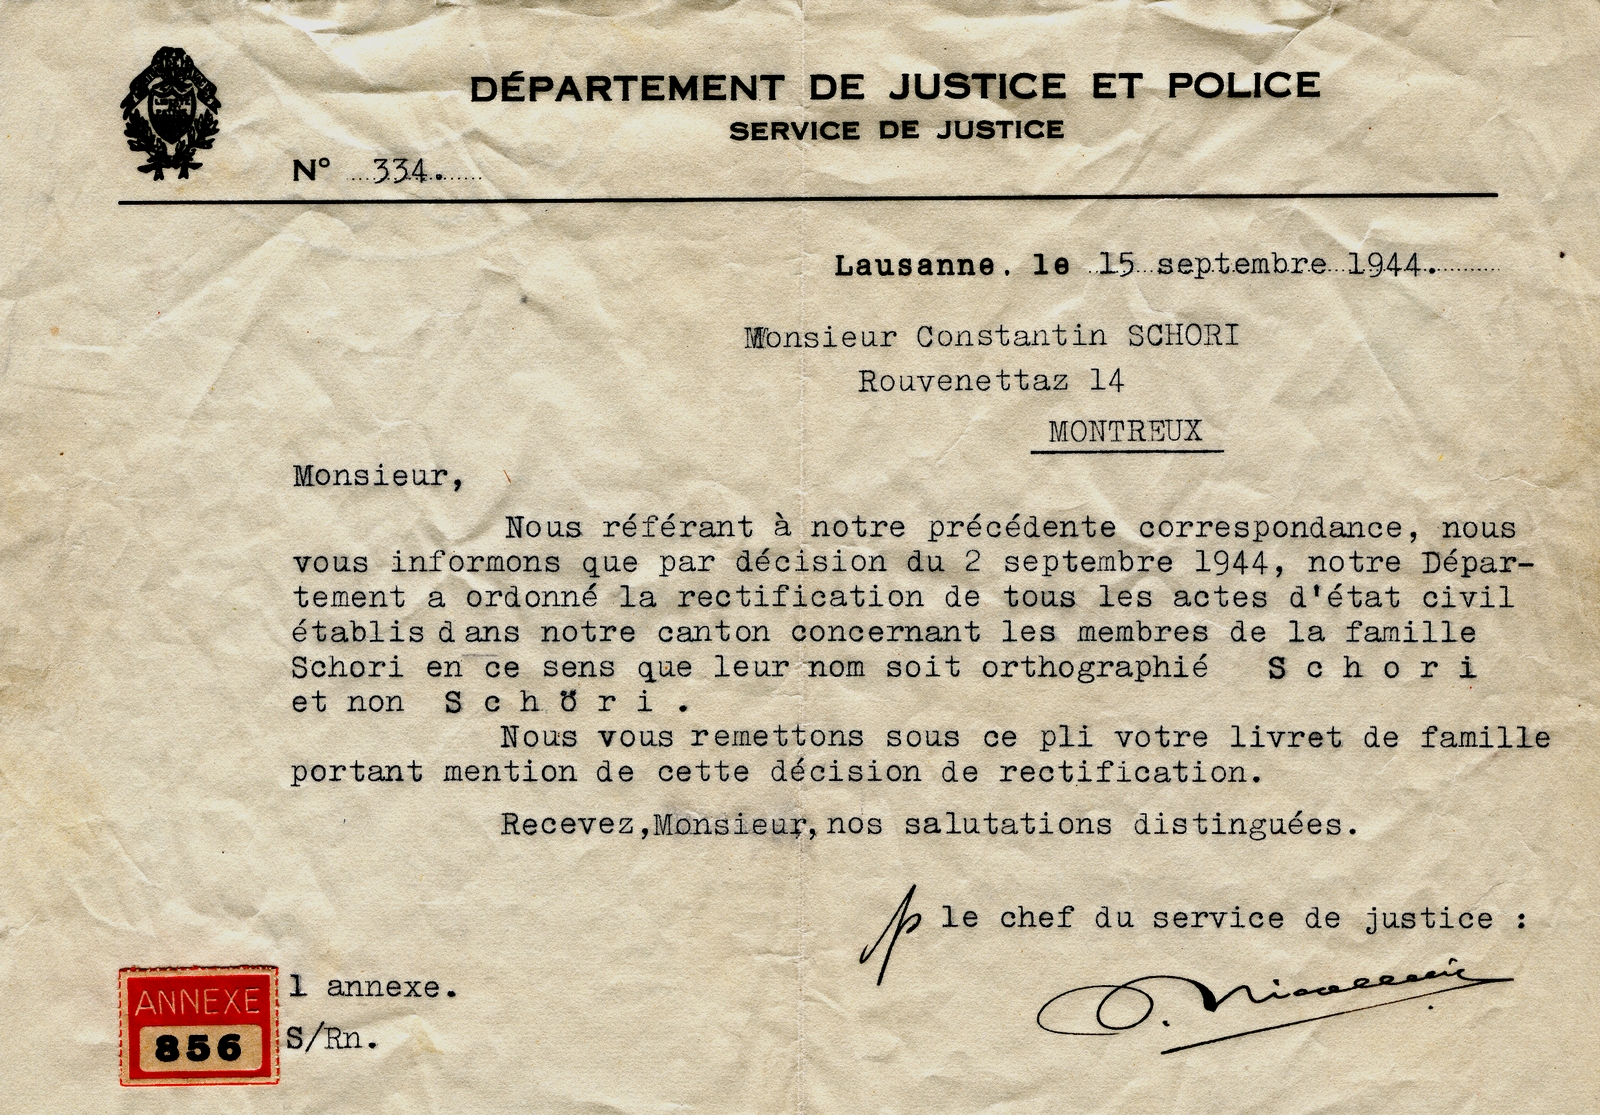 DÉPARTEMENT DE JUSTICE ET POLICE
SERVICE DE JUSTICE
N° 334.
Lausanne, le 15 septembre 1944.
Monsieur Constantin SCHORI
Rouvenettaz 14
MONTREUX
Monsieur,
Nous référant à notre précédente correspondance, nous
vous informons que par décision du 2 septembre 1944, notre Dépar-
tement a ordonné la rectification de tous les actes d'état civil
établis dans notre canton concernant les membres de la famille
Schori en ce sens que leur nom soit orthographié S c h o r i
et non S c h ö r i .
Nous vous remettons sous ce pli votre livret de famille
portant mention de cette décision de rectification.
Recevez, Monsieur, nos salutations distinguées.
p le chef du service de justice :
1 annexe.
S/Rn.
ANNEXE
856